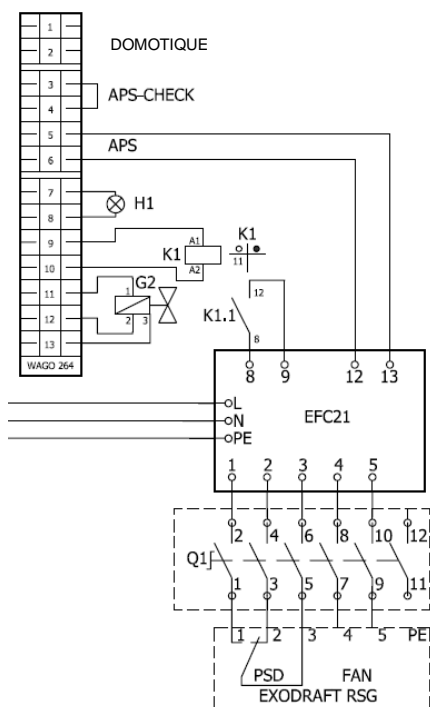 1
2
DOMOTIQUE
3
4
APS-CHECK
5
6
APS
7
8
H1
9
10
K1
A1
A2
K1
11
11
12
13
G2
1
2
3
WAGO 264
K1.1
12
8
8
9
12
13
L
N
PE
EFC21
1
2
3
4
5
Q1
2
4
6
8
10
12
1
3
5
7
9
11
1
2
3
4
5
PE
PSD
FAN
EXODRAFT RSG